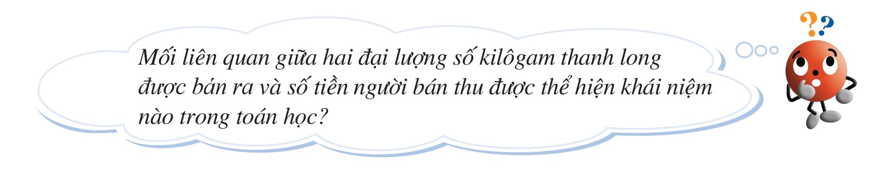 ??
Mối liên quan giữa hai đại lượng số kilôgam thanh long
được bán ra và số tiền người bán thu được thể hiện khái niệm
nào trong toán học?